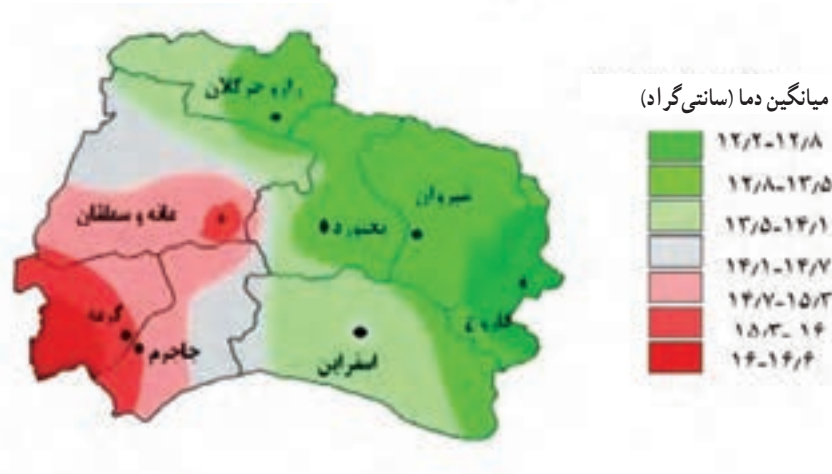 میانگین دما (سانتی‌گراد)
۱۲٫۲-۱۲٫۸
۱۲٫۸-۱۳٫۵
۱۳٫۵-۱۴٫۱
۱۴٫۱-۱۴٫۷
۱۴٫۷-۱۵٫۳
۱۵٫۳-۱۶
۱۶-۱۶٫۶
راز و جرگلان
شیروان
مانه و سملقان
بجنورد
فاروج
گرمه
جاجرم
اسفراین